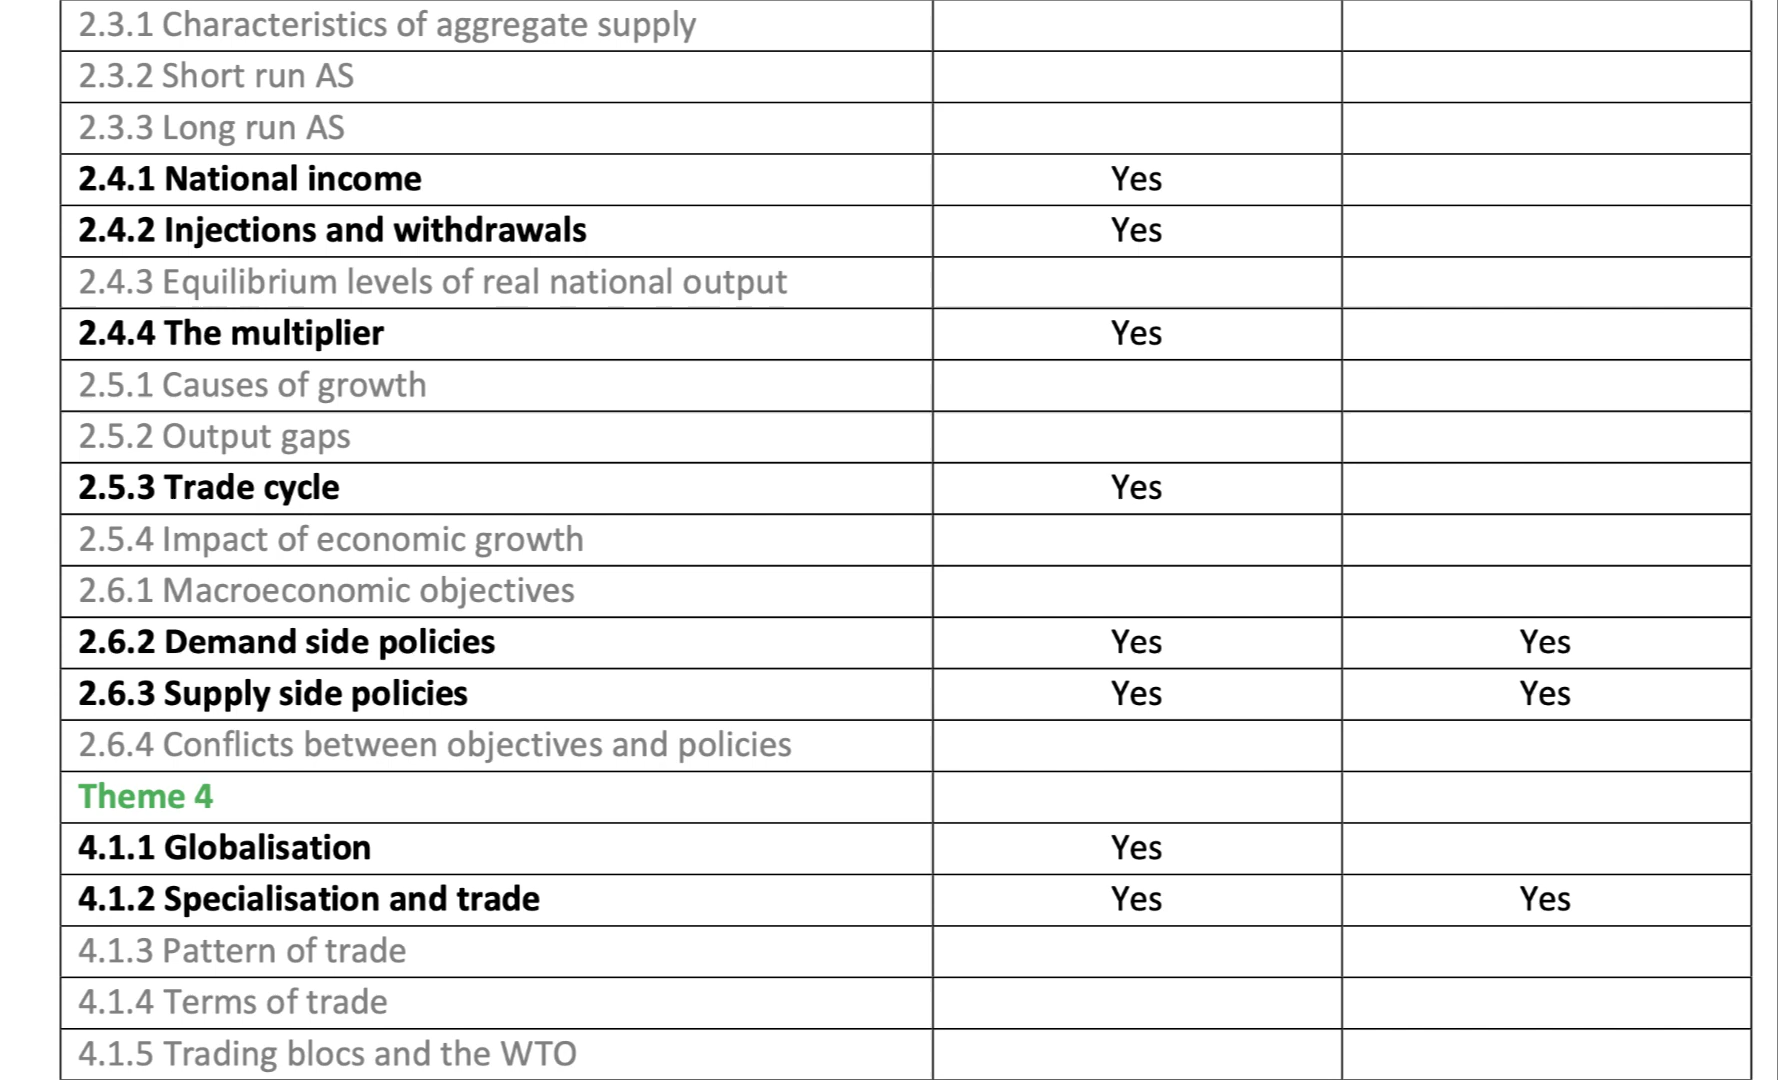 2.3.1 Characteristics of aggregate supply
2.3.2 Short run AS
2.3.3 Long run AS
2.4.1 National income Yes
2.4.2 Injections and withdrawals Yes
2.4.3 Equilibrium levels of real national output
2.4.4 The multiplier Yes
2.5.1 Causes of growth
2.5.2 Output gaps
2.5.3 Trade cycle Yes
2.5.4 Impact of economic growth
2.6.1 Macroeconomic objectives
2.6.2 Demand side policies Yes Yes
2.6.3 Supply side policies Yes Yes
2.6.4 Conflicts between objectives and policies
Theme 4
4.1.1 Globalisation Yes
4.1.2 Specialisation and trade Yes Yes
4.1.3 Pattern of trade
4.1.4 Terms of trade
4.1.5 Trading blocs and the WTO